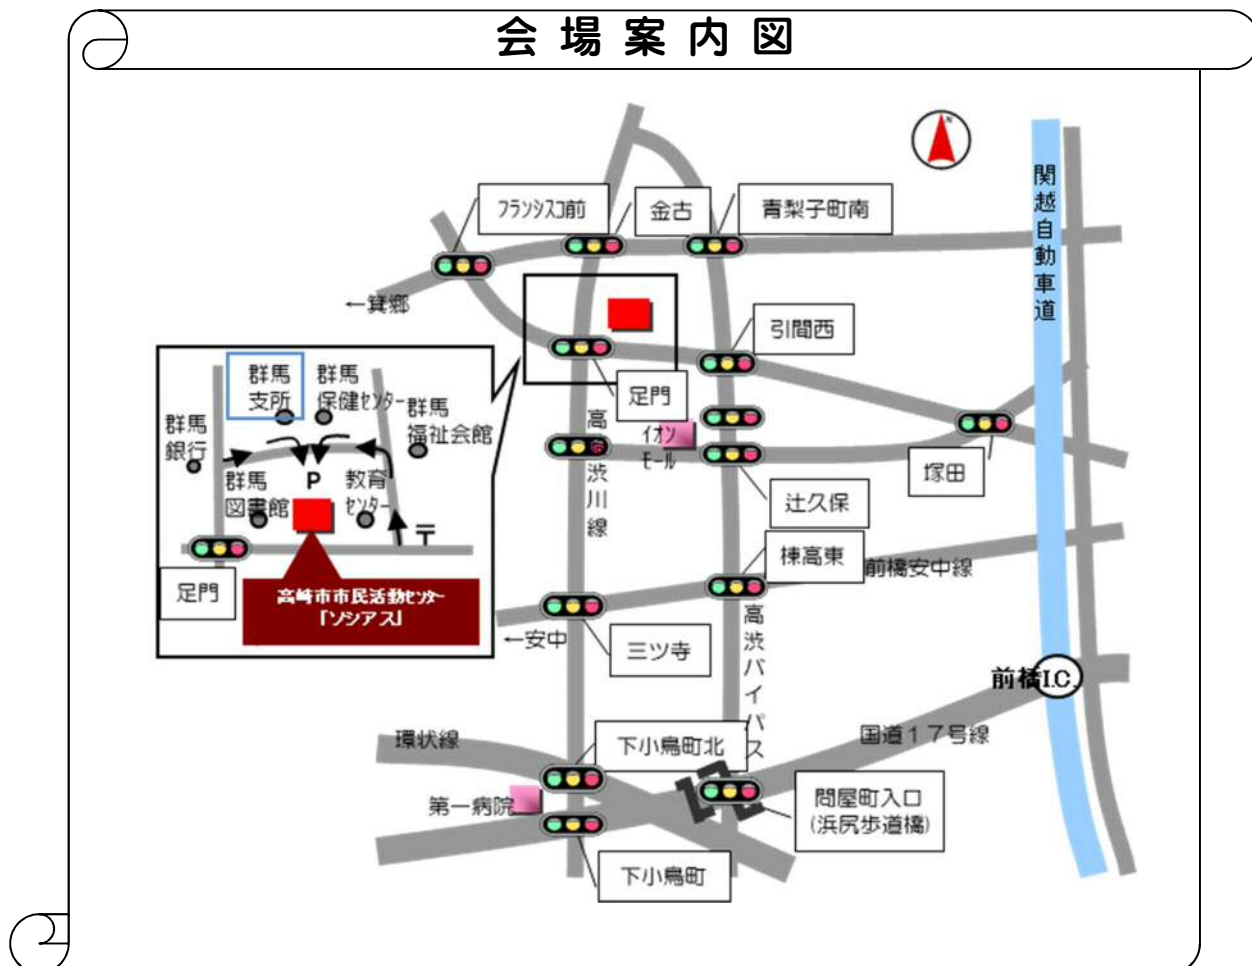 会場案内図
N
関越自動車道
フランシスコ前
金古
青梨子町南
←箕郷
引間西
足門
高渋川線
イオン
モール
塚田
辻久保
棟高東
前橋安中線
←安中
三ツ寺
高渋バイパス
前橋I.C.
環状線
下小鳥町北
国道17号線
第一病院
問屋町入口
(浜尻歩道橋)
下小鳥町
群馬
支所
群馬
保健センター
群馬
福祉会館
群馬
銀行
群馬
図書館
P
教育
センター
〒
足門
高崎市市民活動センター
「ソシアス」